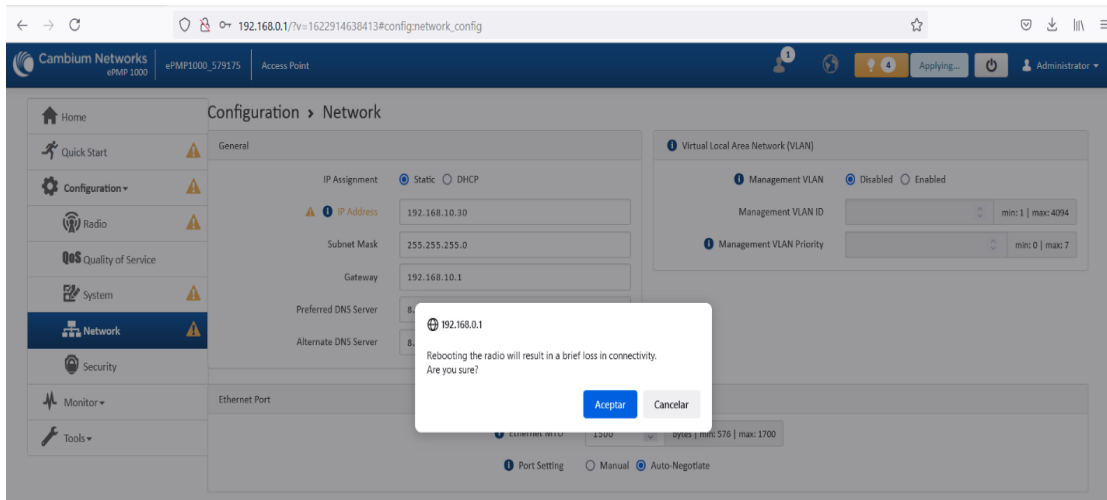 192.168.0.1/?v=1622914638413#config:network_config
Cambium Networks
ePMP 1000
ePMP1000_579175
Access Point
1
4
Applying...
Administrator
Home
Quick Start
Configuration
Radio
QoS Quality of Service
System
Network
Security
Monitor
Tools
Configuration > Network
General
IP Assignment
Static
DHCP
IP Address
192.168.10.30
Subnet Mask
255.255.255.0
Gateway
192.168.10.1
Preferred DNS Server
8.
Alternate DNS Server
8.
Virtual Local Area Network (VLAN)
Management VLAN
Disabled
Enabled
Management VLAN ID
min: 1 | max: 4094
Management VLAN Priority
min: 0 | max: 7
192.168.0.1
Rebooting the radio will result in a brief loss in connectivity.
Are you sure?
Aceptar
Cancelar
Ethernet Port
Ethernet MTU
1500
bytes | min: 576 | max: 1700
Port Setting
Manual
Auto-Negotiate